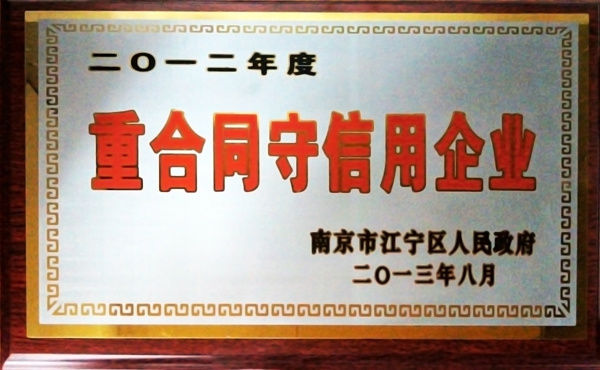 二〇一二年度
重合同守信用企业
南京市江宁区人民政府
二〇一三年八月